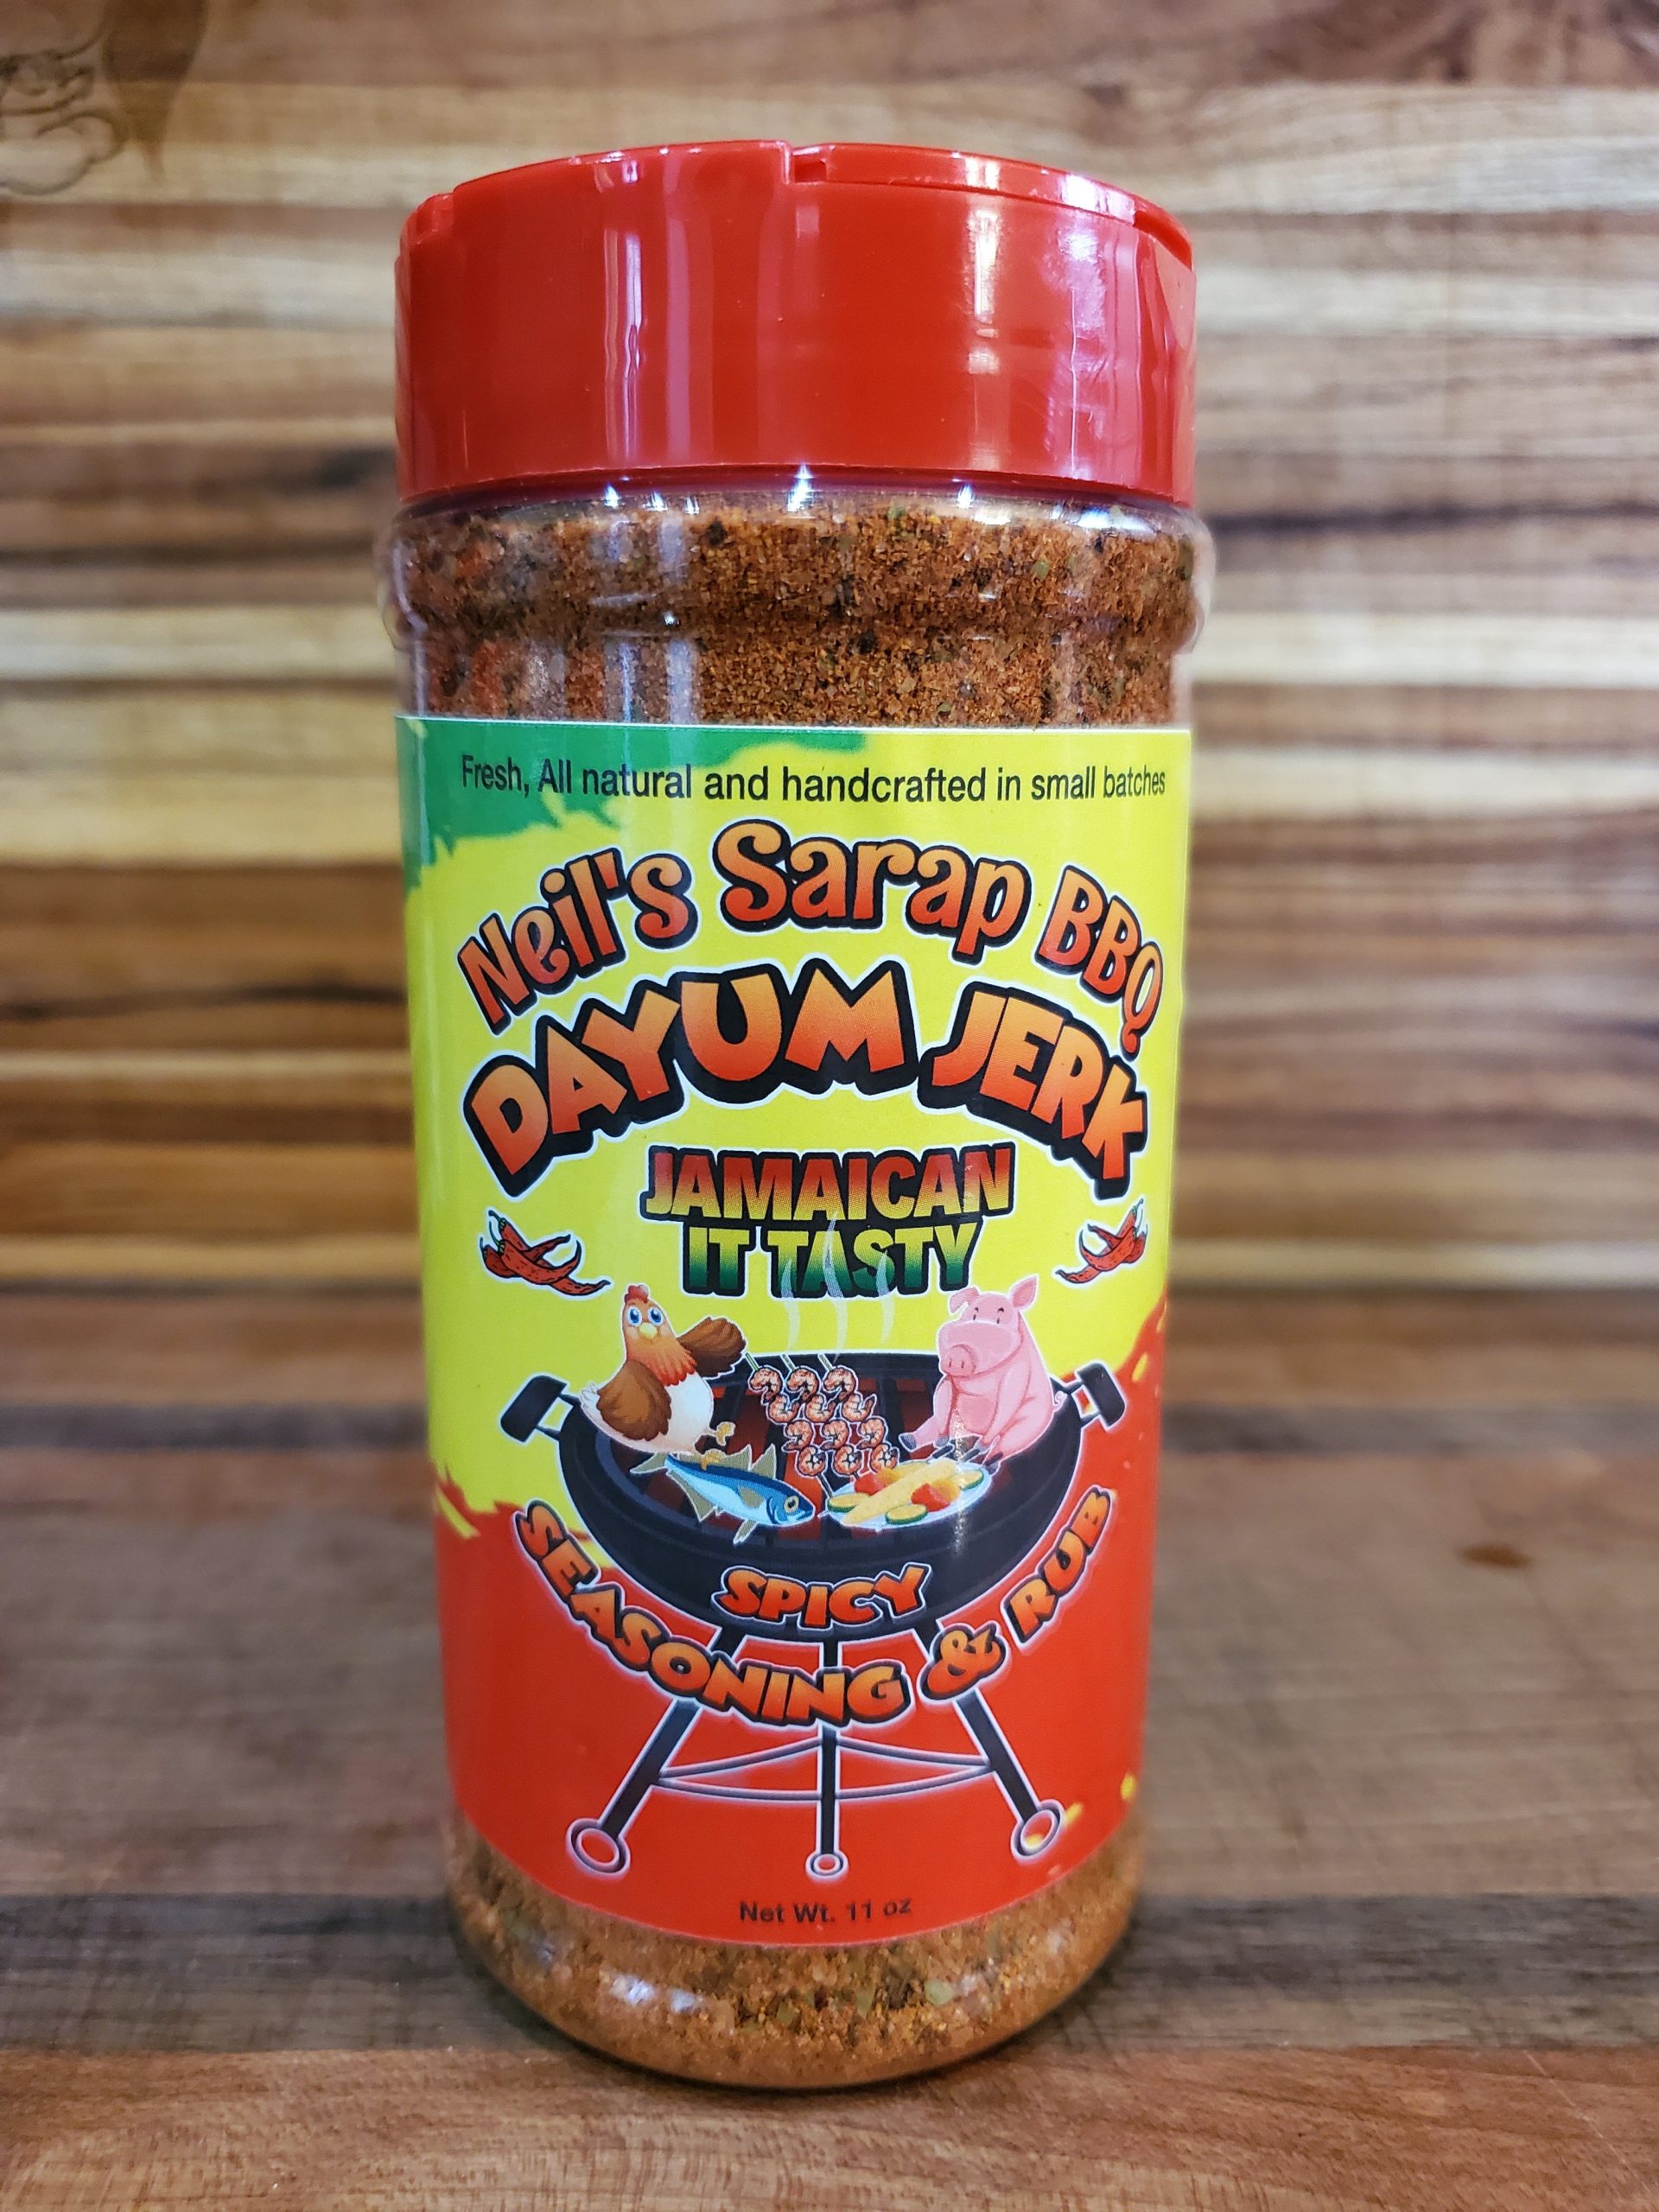 Fresh, All natural and handcrafted in small batches
Neil's Sarap BBQ
DAYUM JERK
JAMAICAN
IT TASTY
SPICY
SEASONING & RUB
Net Wt. 11 oz